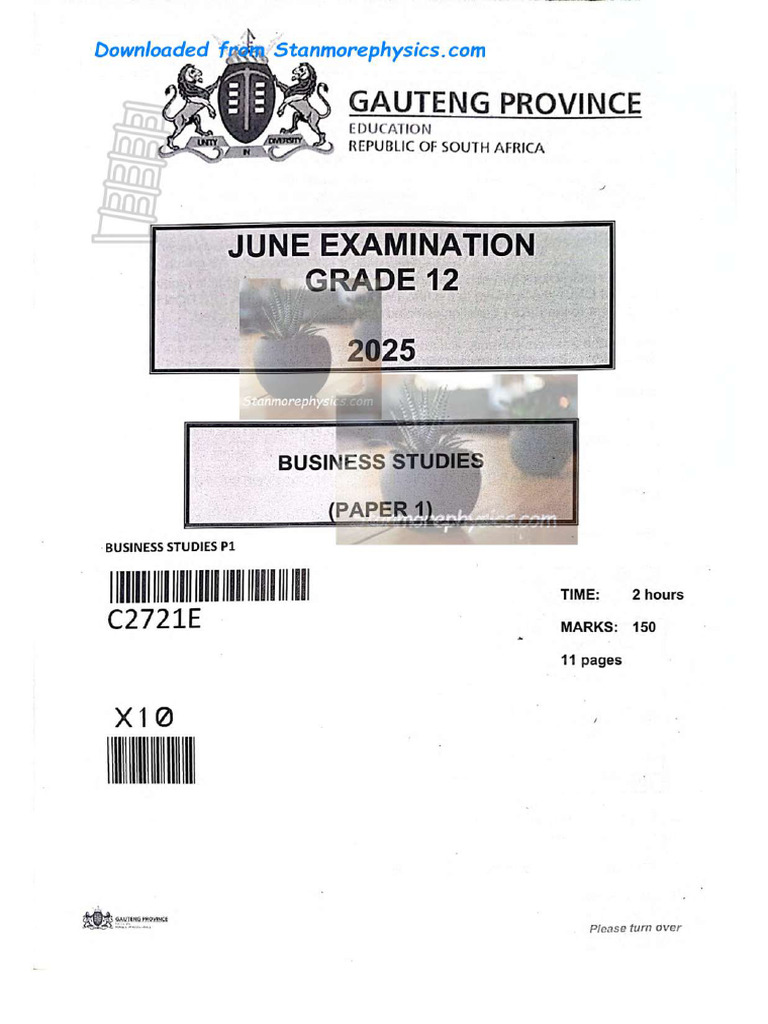 Downloaded from Stanmorephysics.com
GAUTENG PROVINCE
EDUCATION
REPUBLIC OF SOUTH AFRICA
UNITY IN DIVERSITY
JUNE EXAMINATION
GRADE 12
2025
Stanmorephysics.com
BUSINESS STUDIES
(PAPER 1)
Stanmorephysics.com
BUSINESS STUDIES P1
C2721E
TIME: 2 hours
MARKS: 150
11 pages
X10
GAUTENG PROVINCE
Please turn over